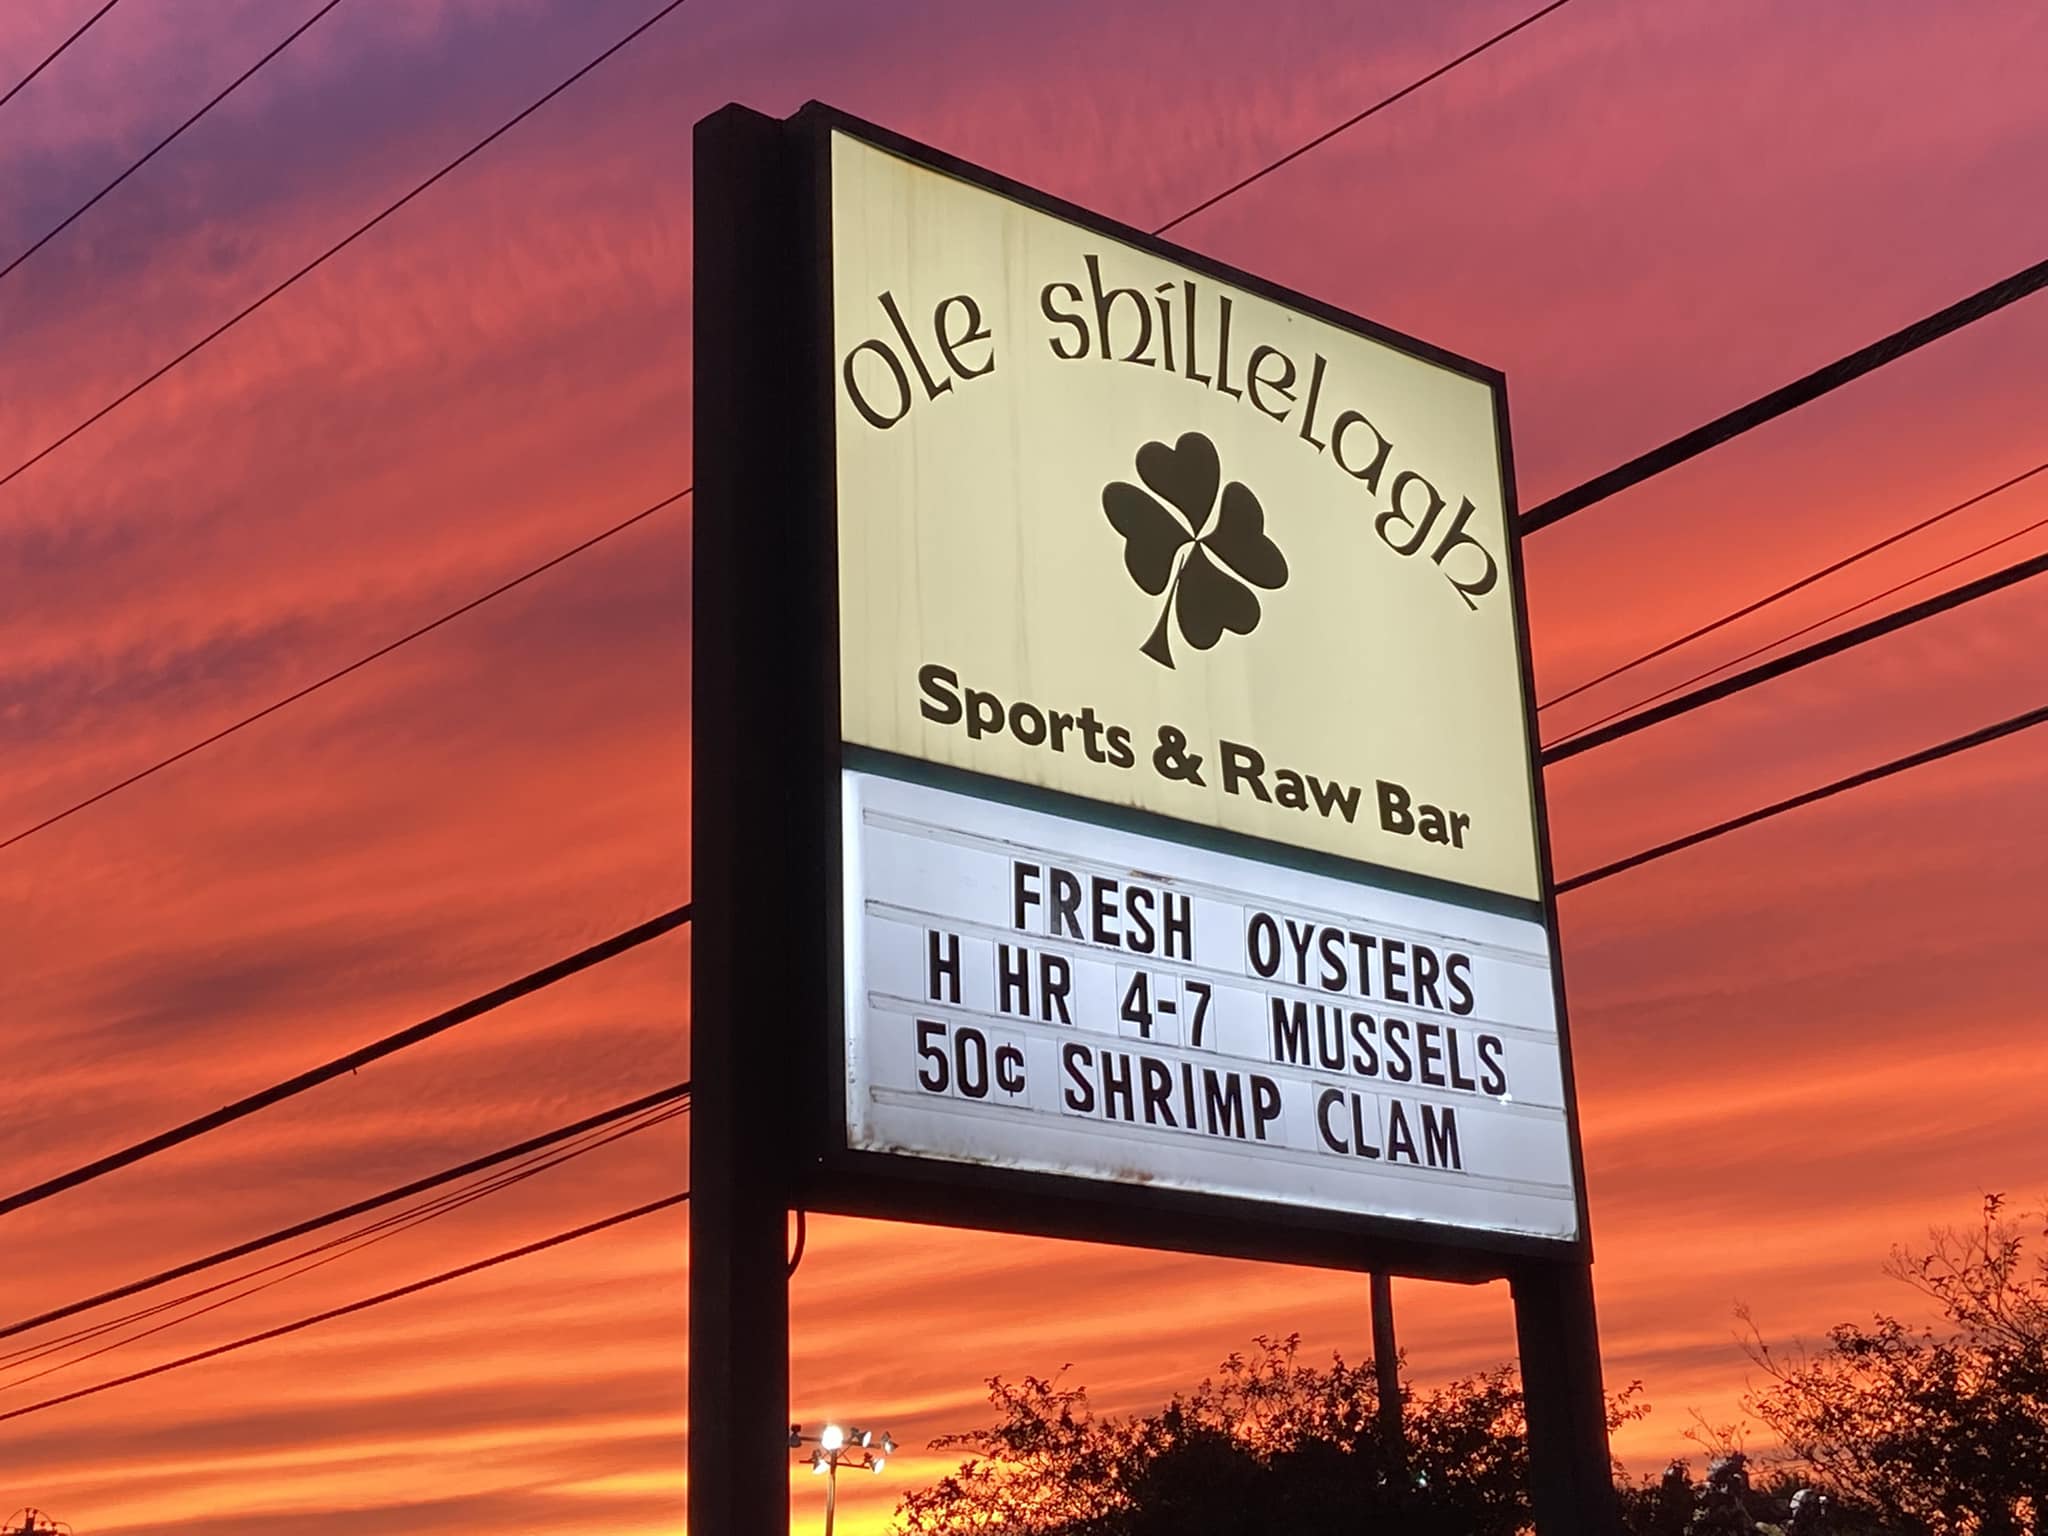 ole shillelagh
Sports & Raw Bar
FRESH OYSTERS
H HR 4-7 MUSSELS
50¢ SHRIMP CLAM